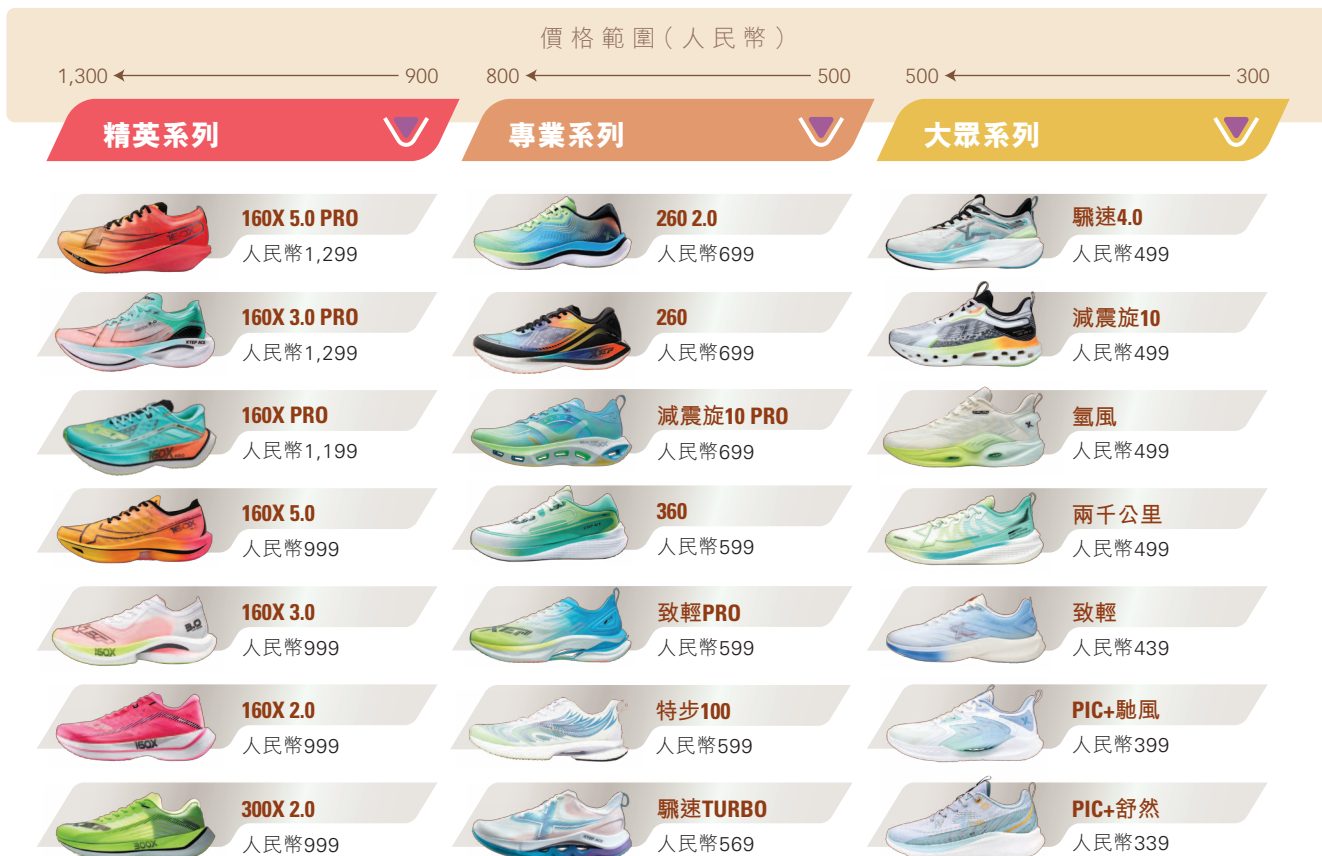 價格範圍(人民幣)
1,300 900
800 500
500 300
精英系列
專業系列
大眾系列
160X 5.0 PRO
人民幣1,299
160X 3.0 PRO
人民幣1,299
160X PRO
人民幣1,199
160X 5.0
人民幣999
160X 3.0
人民幣999
160X 2.0
人民幣999
300X 2.0
人民幣999
260 2.0
人民幣699
260
人民幣699
減震旋10 PRO
人民幣699
360
人民幣599
致輕PRO
人民幣599
特步100
人民幣599
騛速TURBO
人民幣569
騛速4.0
人民幣499
減震旋10
人民幣499
氫風
人民幣499
兩千公里
人民幣499
致輕
人民幣439
PIC+馳風
人民幣399
PIC+舒然
人民幣339